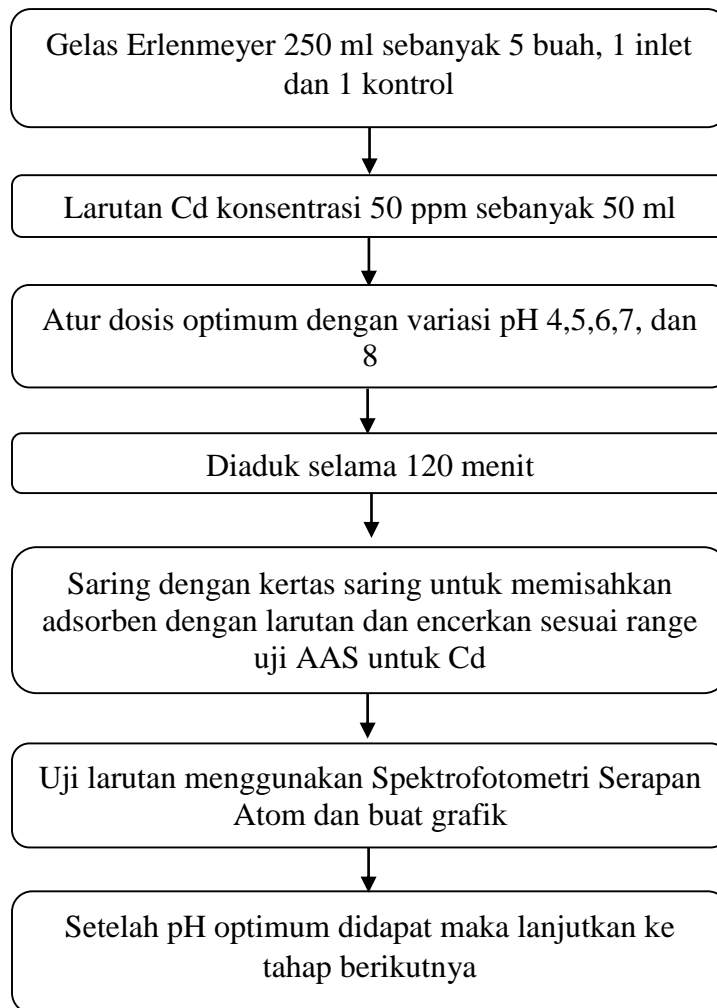 Gelas Erlenmeyer 250 ml sebanyak 5 buah, 1 inlet
dan 1 kontrol
Larutan Cd konsentrasi 50 ppm sebanyak 50 ml
Atur dosis optimum dengan variasi pH 4,5,6,7, dan
8
Diaduk selama 120 menit
Saring dengan kertas saring untuk memisahkan
adsorben dengan larutan dan encerkan sesuai range
uji AAS untuk Cd
Uji larutan menggunakan Spektrofotometri Serapan
Atom dan buat grafik
Setelah pH optimum didapat maka lanjutkan ke
tahap berikutnya